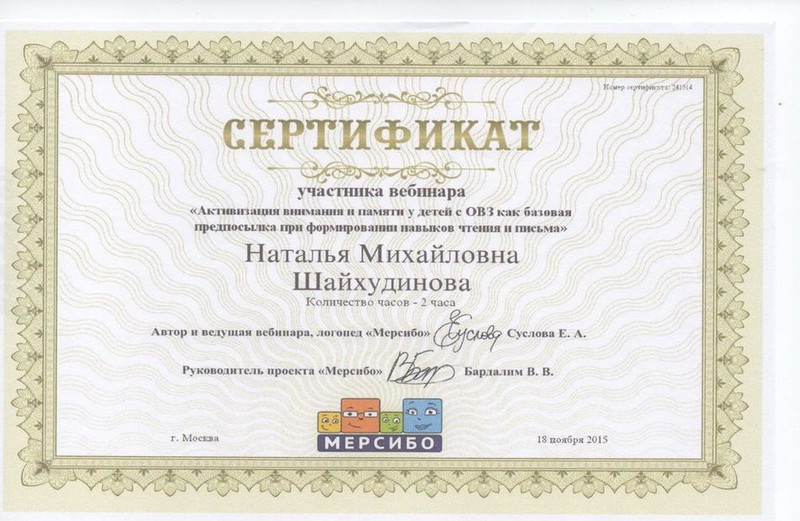 Номер сертификата: 241514
СЕРТИФИКАТ
участника вебинара
«Активизация внимания и памяти у детей с ОВЗ как базовая
предпосылка при формировании навыков чтения и письма»
Наталья Михайловна
Шайхудинова
Количество часов - 2 часа
Автор и ведущая вебинара, логопед «Мерсибо» Суслова Суслова Е. А.
Руководитель проекта «Мерсибо» Бардалим В. В.
МЕРСИБО
г. Москва 18 ноября 2015